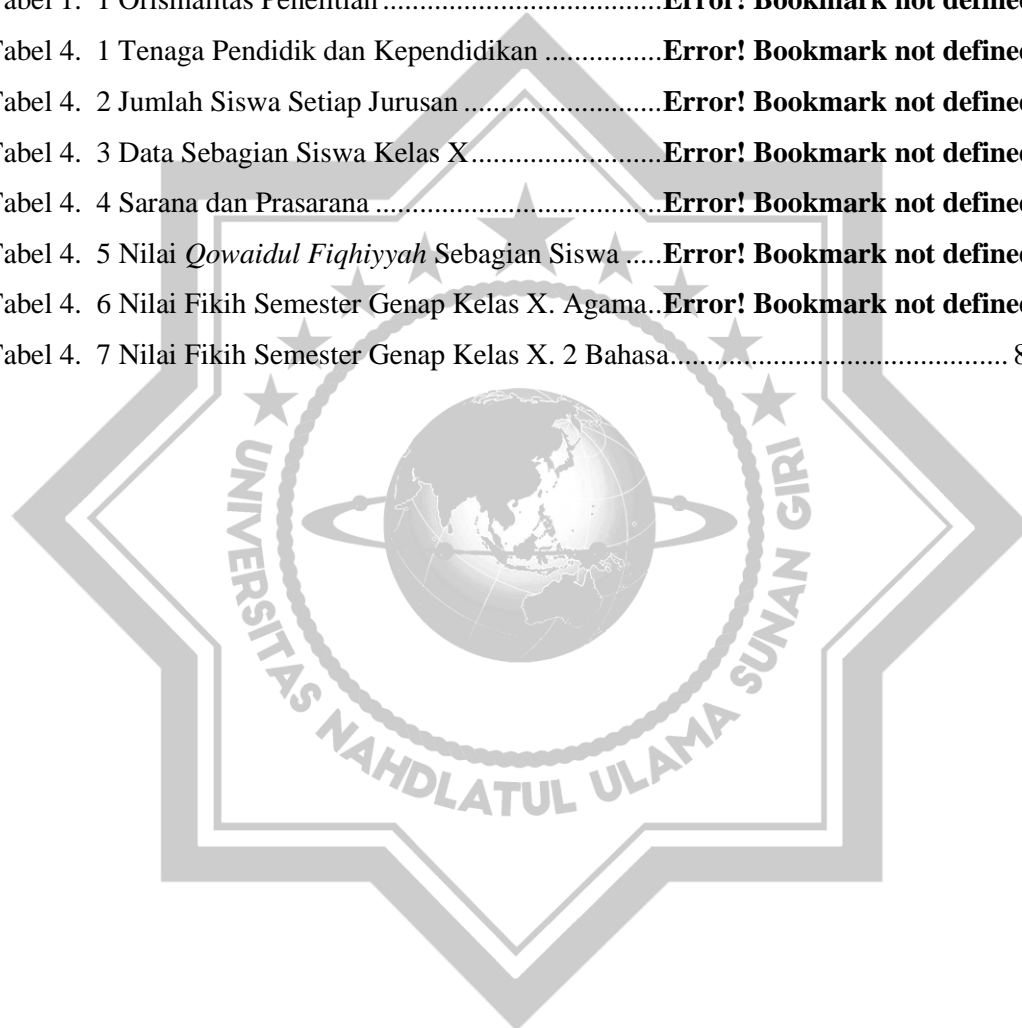 Tabel 1. 1 Orisinalitas Penelitian....................................Error! Bookmark not defined
Tabel 4. 1 Tenaga Pendidik dan Kependidikan ...............Error! Bookmark not defined
Tabel 4. 2 Jumlah Siswa Setiap Jurusan .........................Error! Bookmark not defined
Tabel 4. 3 Data Sebagian Siswa Kelas X........................Error! Bookmark not defined
Tabel 4. 4 Sarana dan Prasarana ....................................Error! Bookmark not defined
Tabel 4. 5 Nilai Qowaidul Fiqhiyyah Sebagian Siswa .....Error! Bookmark not defined
Tabel 4. 6 Nilai Fikih Semester Genap Kelas X. Agama..Error! Bookmark not defined
Tabel 4. 7 Nilai Fikih Semester Genap Kelas X. 2 Bahasa........................................... 8
UNIVERSITAS NAHDLATUL ULAMA SUNAN GIRI